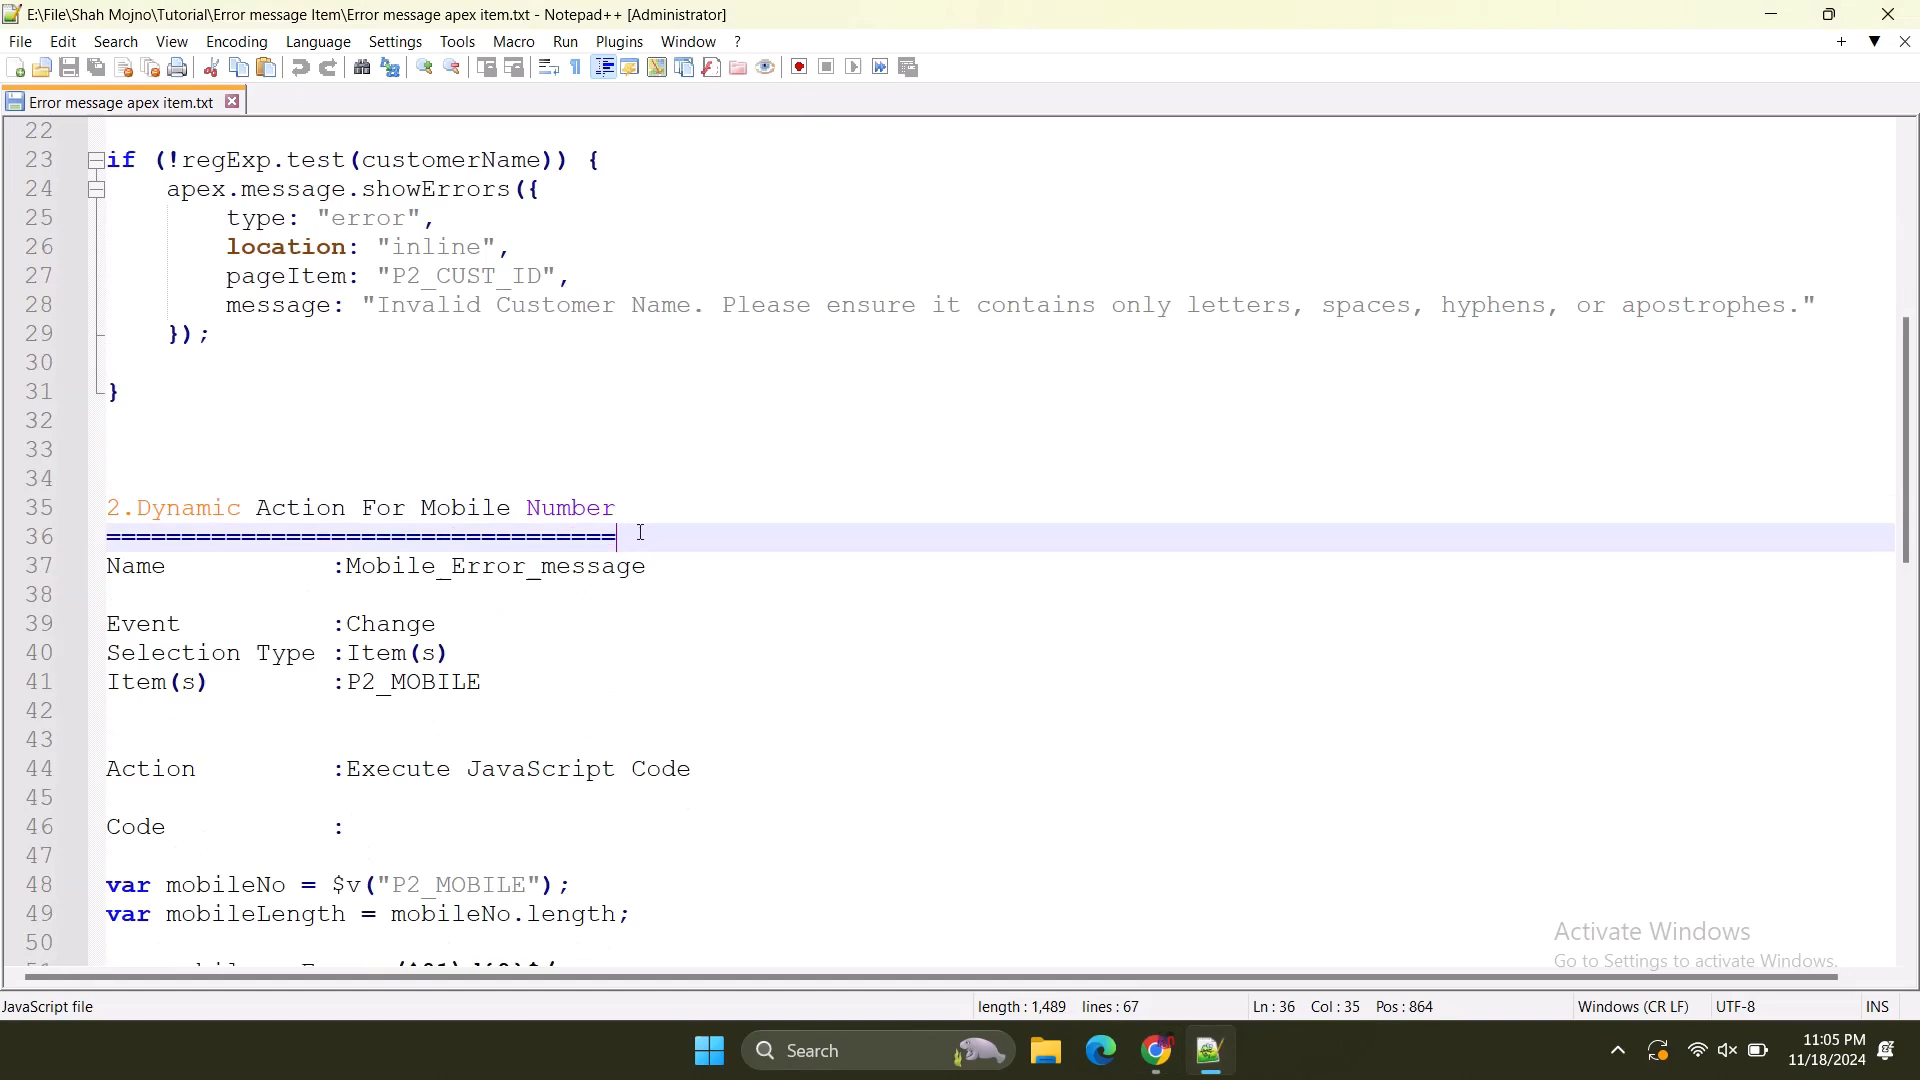 E:\File\Shah Mojno\Tutorial\Error message Item\Error message apex item.txt - Notepad++ [Administrator]
File Edit Search View Encoding Language Settings Tools Macro Run Plugins Window ?
Error message apex item.txt
22
23 if (!regExp.test(customerName)) {
24 apex.message.showErrors({
25 type: "error",
26 location: "inline",
27 pageItem: "P2_CUST_ID",
28 message: "Invalid Customer Name. Please ensure it contains only letters, spaces, hyphens, or apostrophes."
29 });
30
31 }
32
33
34
35 2.Dynamic Action For Mobile Number
36 ==================================
37 Name :Mobile_Error_message
38
39 Event :Change
40 Selection Type :Item(s)
41 Item(s) :P2_MOBILE
42
43
44 Action :Execute JavaScript Code
45
46 Code :
47
48 var mobileNo = $v("P2_MOBILE");
49 var mobileLength = mobileNo.length;
50
Activate Windows
Go to Settings to activate Windows.
JavaScript file length : 1,489 lines : 67 Ln : 36 Col : 35 Pos : 864 Windows (CR LF) UTF-8 INS
Search
11:05 PM
11/18/2024